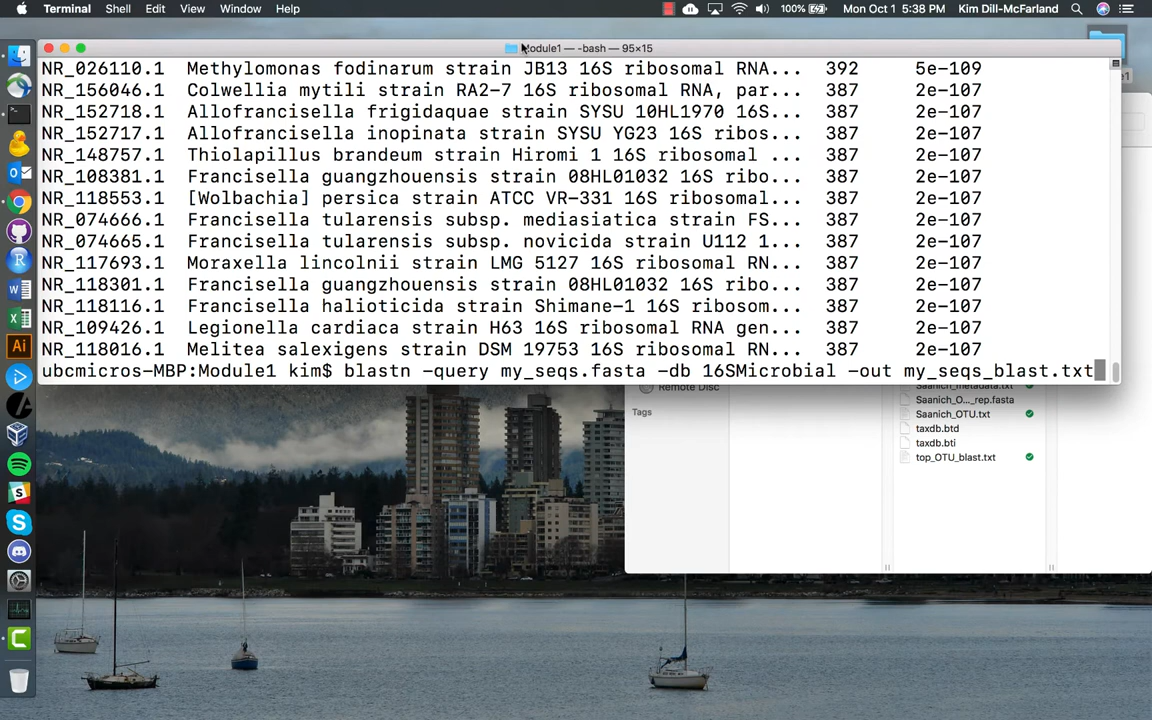 Terminal Shell Edit View Window Help 100% Mon Oct 1 5:38 PM Kim Dill-McFarland
Module1 — -bash — 95×15
NR_026110.1 Methylomonas fodinarum strain JB13 16S ribosomal RNA... 392 5e-109
NR_156046.1 Colwellia mytili strain RA2-7 16S ribosomal RNA, par... 387 2e-107
NR_152718.1 Allofrancisella frigidaquae strain SYSU 10HL1970 16S... 387 2e-107
NR_152717.1 Allofrancisella inopinata strain SYSU YG23 16S ribos... 387 2e-107
NR_148757.1 Thiolapillus brandeum strain Hiromi 1 16S ribosomal ... 387 2e-107
NR_108381.1 Francisella guangzhouensis strain 08HL01032 16S ribo... 387 2e-107
NR_118553.1 [Wolbachia] persica strain ATCC VR-331 16S ribosomal... 387 2e-107
NR_074666.1 Francisella tularensis subsp. mediasiatica strain FS... 387 2e-107
NR_074665.1 Francisella tularensis subsp. novicida strain U112 1... 387 2e-107
NR_117693.1 Moraxella lincolnii strain LMG 5127 16S ribosomal RN... 387 2e-107
NR_118301.1 Francisella guangzhouensis strain 08HL01032 16S ribo... 387 2e-107
NR_118116.1 Francisella halioticida strain Shimane-1 16S ribosom... 387 2e-107
NR_109426.1 Legionella cardiaca strain H63 16S ribosomal RNA gen... 387 2e-107
NR_118016.1 Melitea salexigens strain DSM 19753 16S ribosomal RN... 387 2e-107
ubcmicros-MBP:Module1 kim$ blastn -query my_seqs.fasta -db 16SMicrobial -out my_seqs_blast.txt
Remote Disc
Tags
Saanich_metadata.txt
Saanich_O..._rep.fasta
Saanich_OTU.txt
taxdb.btd
taxdb.bti
top_OTU_blast.txt